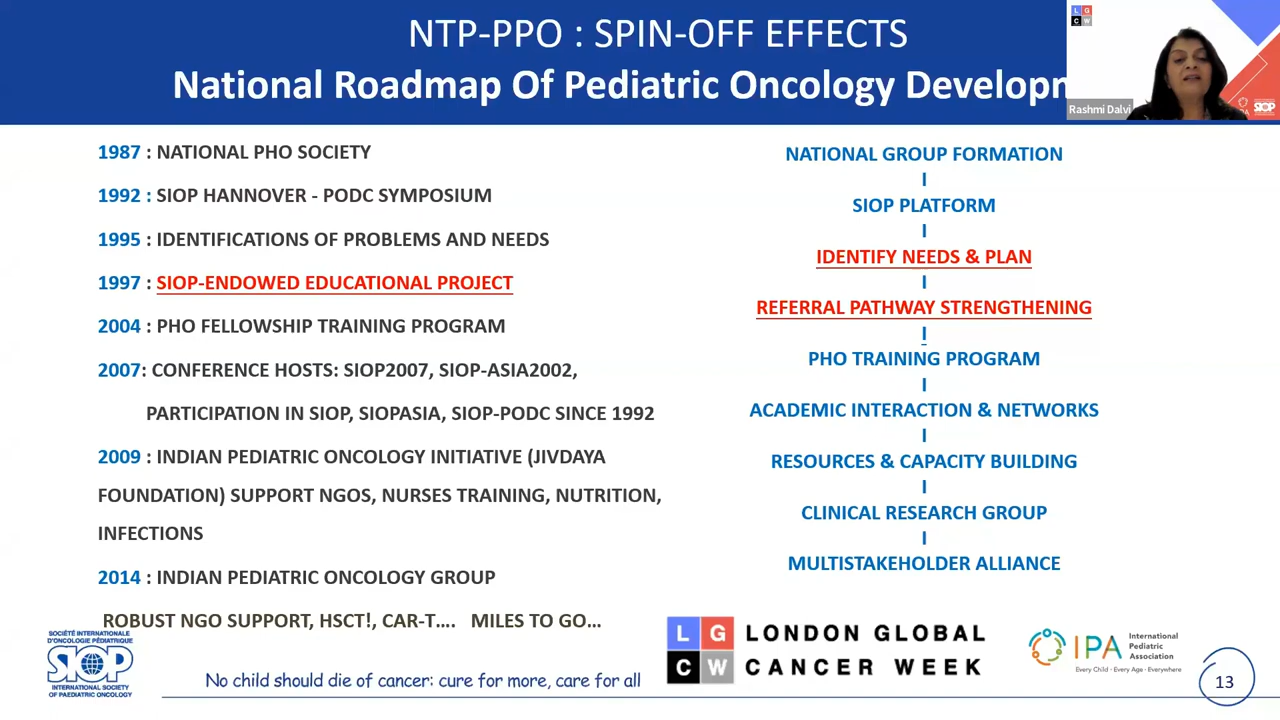 NTP-PPO : SPIN-OFF EFFECTS
National Roadmap Of Pediatric Oncology
L G
C W
Rashmi Dalvi
SIOP
1987 : NATIONAL PHO SOCIETY
1992 : SIOP HANNOVER - PODC SYMPOSIUM
1995 : IDENTIFICATIONS OF PROBLEMS AND NEEDS
1997 : SIOP-ENDOWED EDUCATIONAL PROJECT
2004 : PHO FELLOWSHIP TRAINING PROGRAM
2007: CONFERENCE HOSTS: SIOP2007, SIOP-ASIA2002,
PARTICIPATION IN SIOP, SIOPASIA, SIOP-PODC SINCE 1992
2009 : INDIAN PEDIATRIC ONCOLOGY INITIATIVE (JIVDAYA
FOUNDATION) SUPPORT NGOS, NURSES TRAINING, NUTRITION,
INFECTIONS
2014 : INDIAN PEDIATRIC ONCOLOGY GROUP
ROBUST NGO SUPPORT, HSCT!, CAR-T.... MILES TO GO...
NATIONAL GROUP FORMATION
I
SIOP PLATFORM
I
IDENTIFY NEEDS & PLAN
I
REFERRAL PATHWAY STRENGTHENING
I
PHO TRAINING PROGRAM
I
ACADEMIC INTERACTION & NETWORKS
I
RESOURCES & CAPACITY BUILDING
I
CLINICAL RESEARCH GROUP
I
MULTISTAKEHOLDER ALLIANCE
SOCIÉTÉ INTERNATIONALE
D'ONCOLOGIE PÉDIATRIQUE
SIOP
INTERNATIONAL SOCIETY
OF PAEDIATRIC ONCOLOGY
No child should die of cancer: cure for more, care for all
L G
C W
LONDON GLOBAL
CANCER WEEK
IPA
International
Pediatric
Association
Every Child · Every Age · Everywhere
13